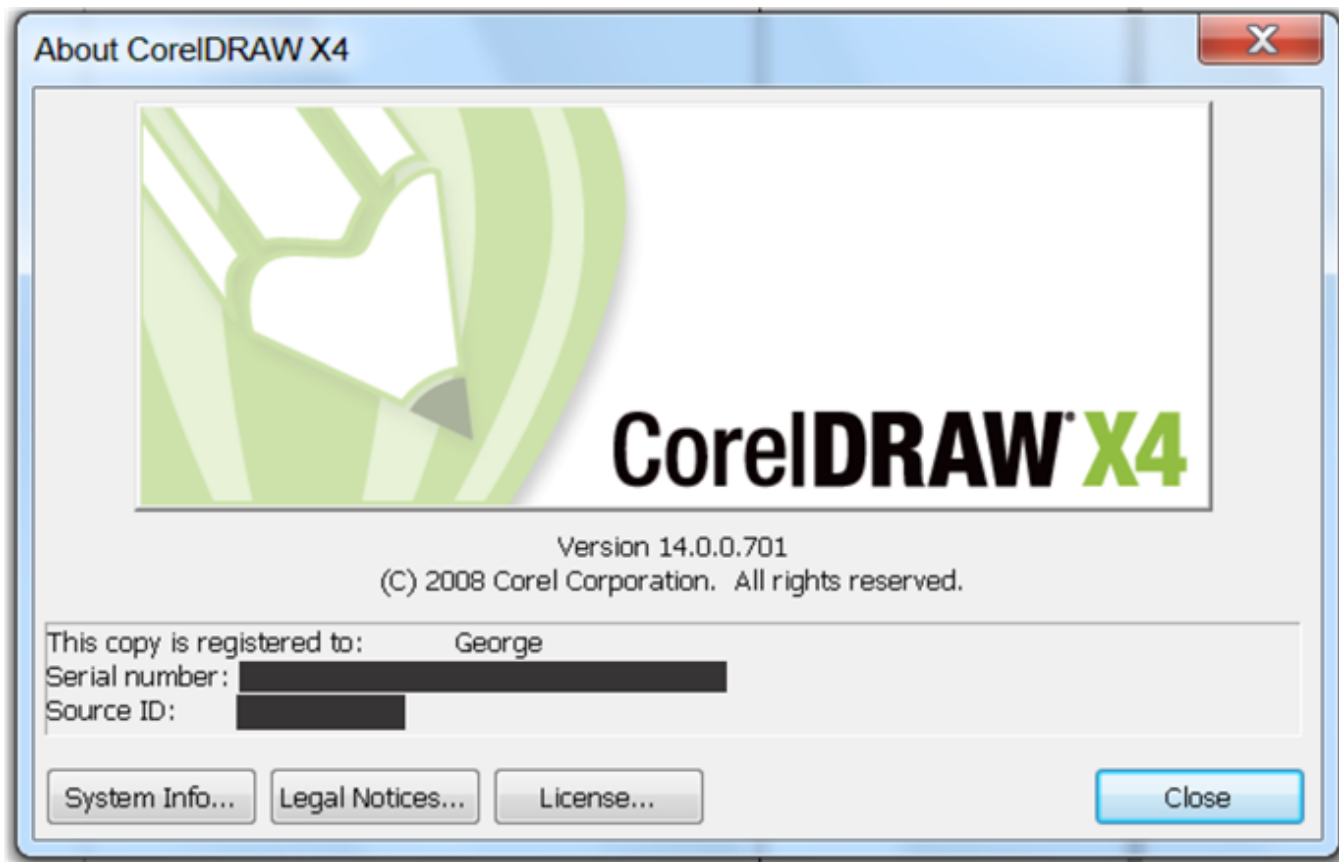 About CorelDRAW X4
X
CorelDRAW® X4
Version 14.0.0.701
(C) 2008 Corel Corporation. All rights reserved.
This copy is registered to: George
Serial number:
Source ID:
System Info... Legal Notices... License... Close